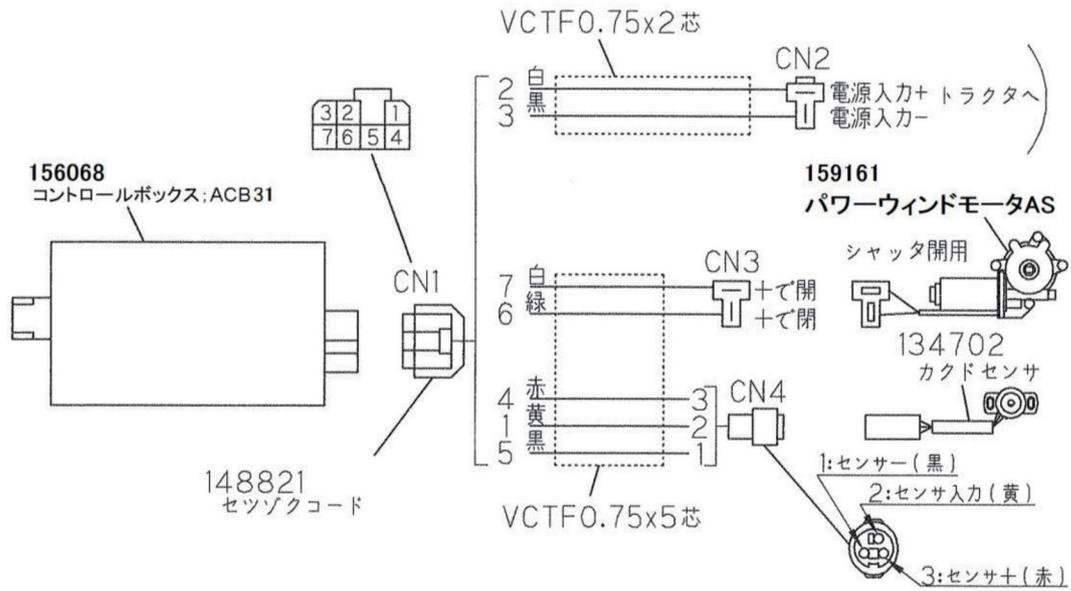 VCTF0.75x2芯
CN2
2 白
3 黒
電源入力+
電源入力-
トラクタへ
3 2 1
7 6 5 4
156068
コントロールボックス;ACB31
159161
パワーウィンドモータAS
シャッタ開用
CN1
7 白
6 緑
CN3
+で開
+で閉
134702
カクドセンサ
4 赤 3
1 黄 2
5 黒 1
CN4
148821
セツゾクコード
VCTF0.75x5芯
1:センサー(黒)
2:センサ入力(黄)
3:センサ+(赤)